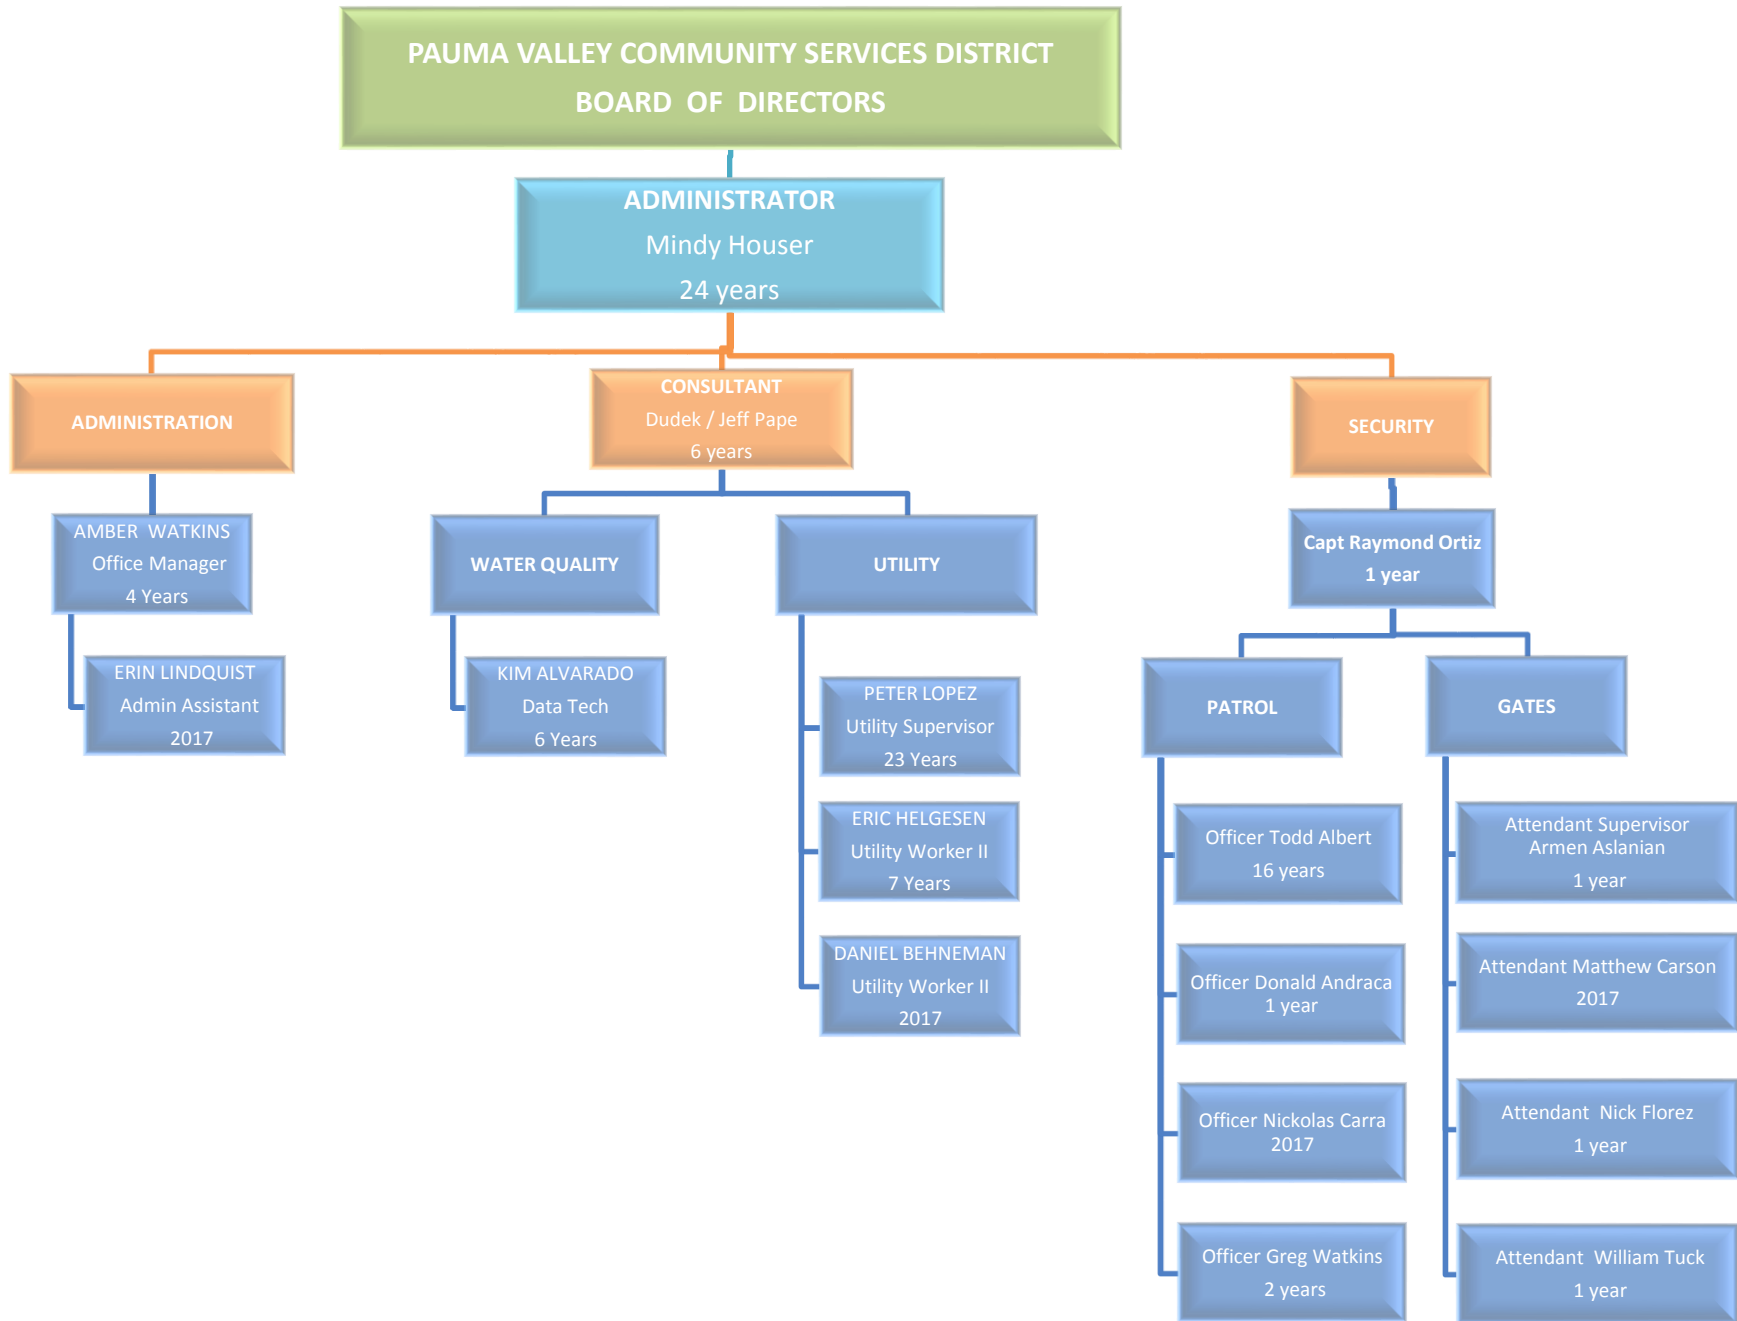 PAUMA VALLEY COMMUNITY SERVICES DISTRICT
BOARD OF DIRECTORS
ADMINISTRATOR
Mindy Houser
24 years
ADMINISTRATION
CONSULTANT
Dudek / Jeff Pape
6 years
SECURITY
AMBER WATKINS
Office Manager
4 Years
ERIN LINDQUIST
Admin Assistant
2017
WATER QUALITY
KIM ALVARADO
Data Tech
6 Years
UTILITY
PETER LOPEZ
Utility Supervisor
23 Years
ERIC HELGESEN
Utility Worker II
7 Years
DANIEL BEHNEMAN
Utility Worker II
2017
Capt Raymond Ortiz
1 year
PATROL
Officer Todd Albert
16 years
Officer Donald Andraca
1 year
Officer Nickolas Carra
2017
Officer Greg Watkins
2 years
GATES
Attendant Supervisor
Armen Aslanian
1 year
Attendant Matthew Carson
2017
Attendant Nick Florez
1 year
Attendant William Tuck
1 year